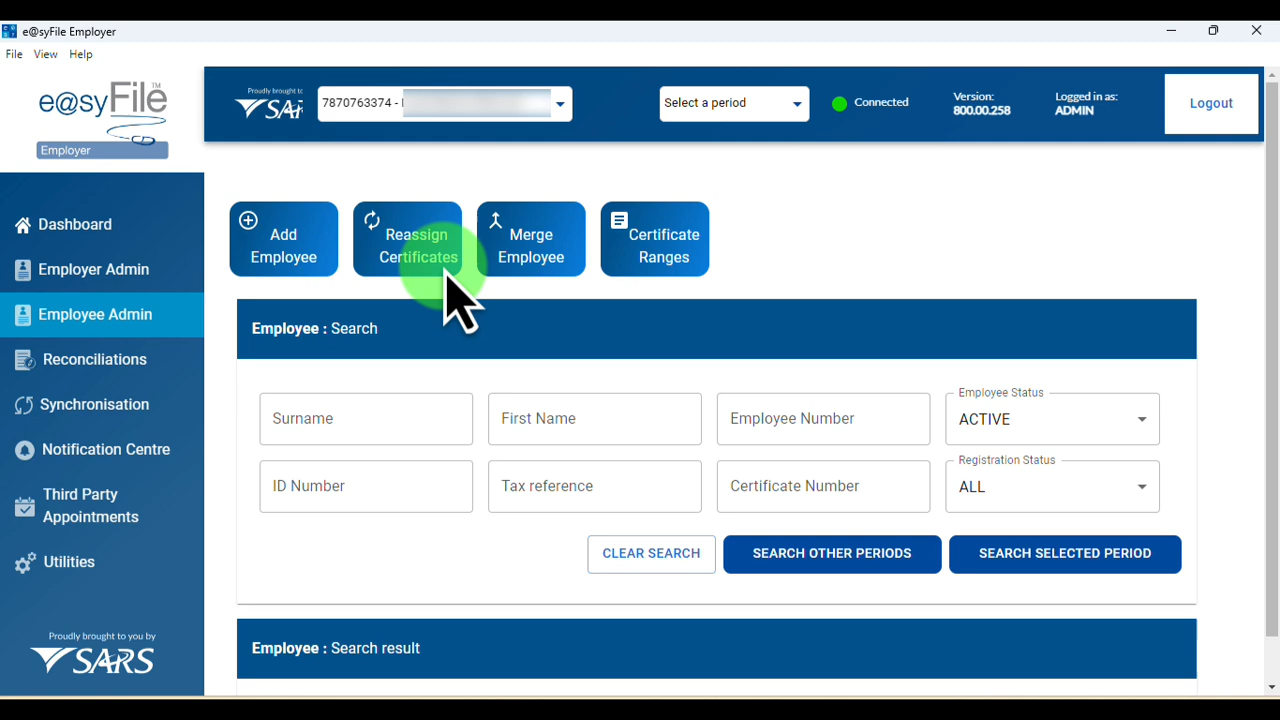 e@syFile Employer
File View Help
e@syFile™
Employer
Proudly brought to
SAR
7870763374 -
Select a period
Connected
Version:
800.00.258
Logged in as:
ADMIN
Logout
Dashboard
Employer Admin
Employee Admin
Reconciliations
Synchronisation
Notification Centre
Third Party
Appointments
Utilities
Proudly brought to you by
SARS
Add
Employee
Reassign
Certificates
Merge
Employee
Certificate
Ranges
Employee : Search
Surname
First Name
Employee Number
Employee Status
ACTIVE
ID Number
Tax reference
Certificate Number
Registration Status
ALL
CLEAR SEARCH
SEARCH OTHER PERIODS
SEARCH SELECTED PERIOD
Employee : Search result